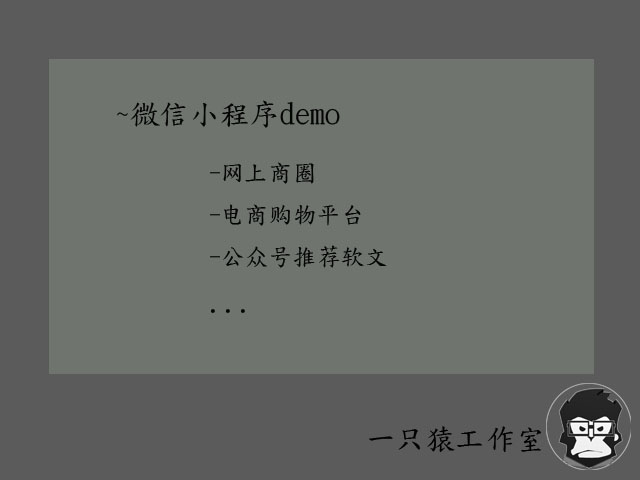 ~微信小程序demo
-网上商圈
-电商购物平台
-公众号推荐软文
...
一只猿工作室